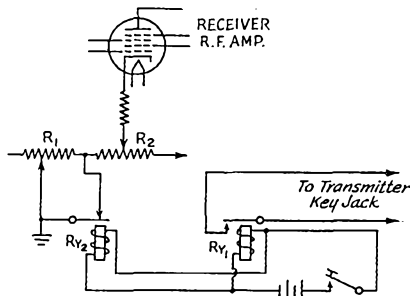 RECEIVER
R.F. AMP.
R1
R2
To Transmitter
Key Jack
RY2
RY1